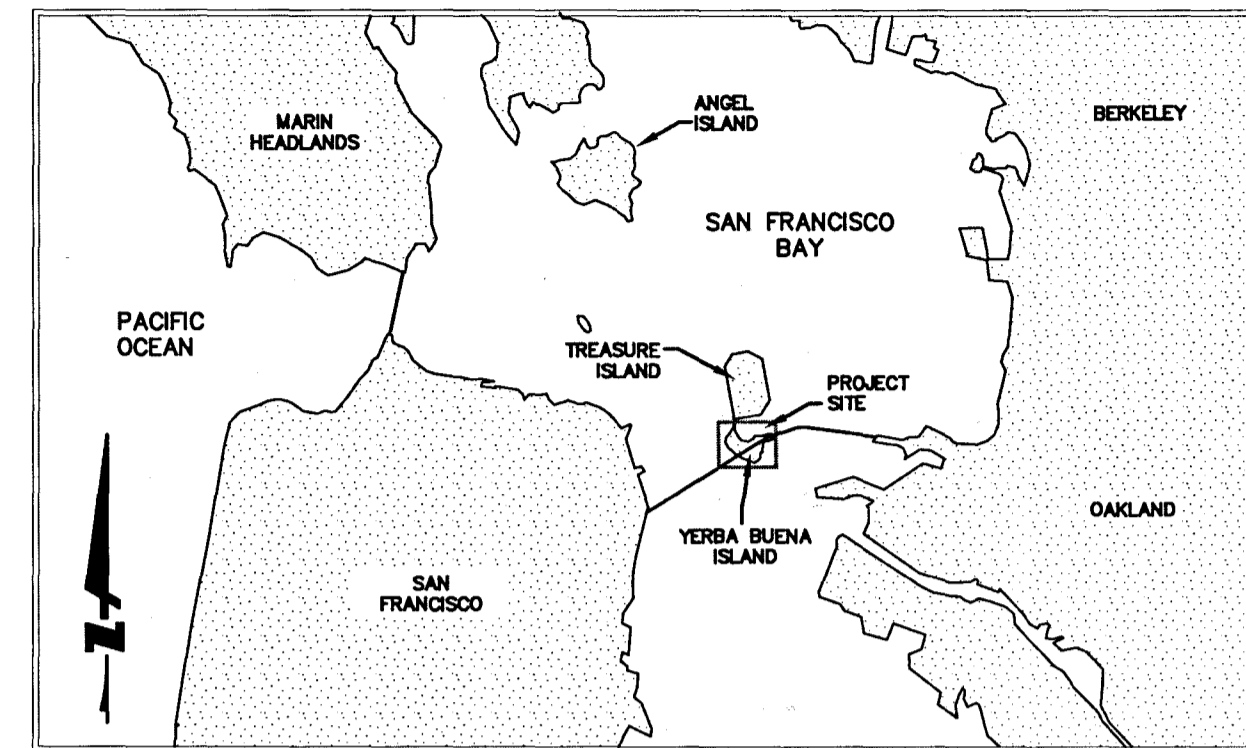 MARIN
HEADLANDS
ANGEL
ISLAND
BERKELEY
SAN FRANCISCO
BAY
PACIFIC
OCEAN
TREASURE
ISLAND
PROJECT
SITE
YERBA BUENA
ISLAND
OAKLAND
SAN
FRANCISCO
N